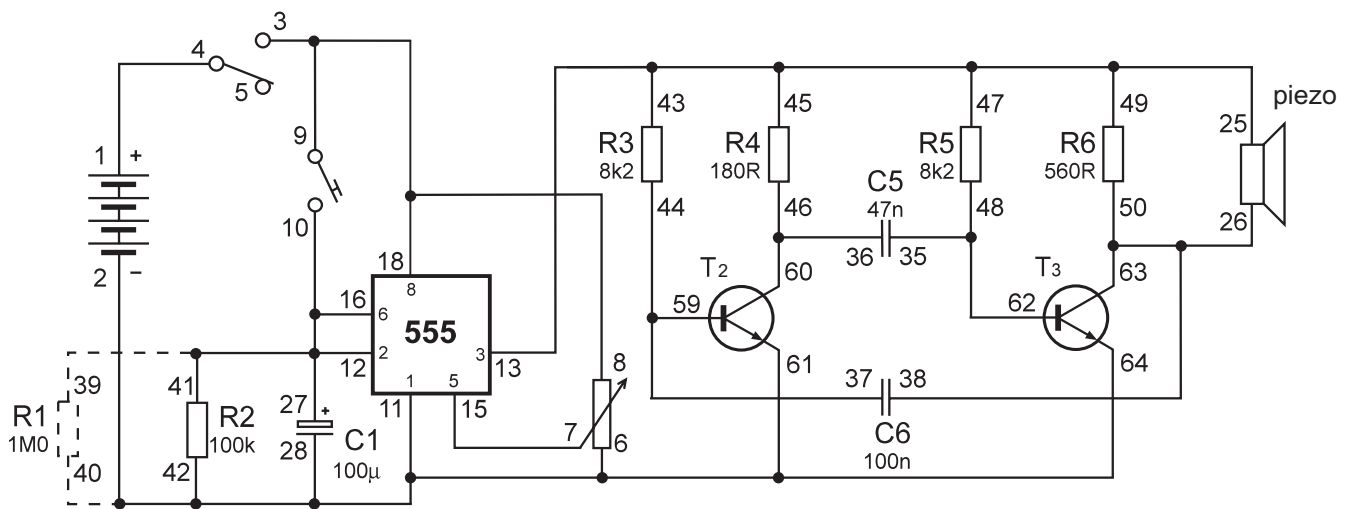 3
4
5
piezo
9
1 +
43
45
47
49
25
R3
8k2
R4
180R
C5
47n
R5
8k2
R6
560R
10
44
46
48
50
26
2 –
36 35
18
8
T2
60
T3
63
16
6
555
59
62
2
12
3
13
61
64
39
41
27 +
1
5
8
37 38
R1
1M0
R2
100k
11
15
7
6
28
C1
100µ
C6
100n
40
42